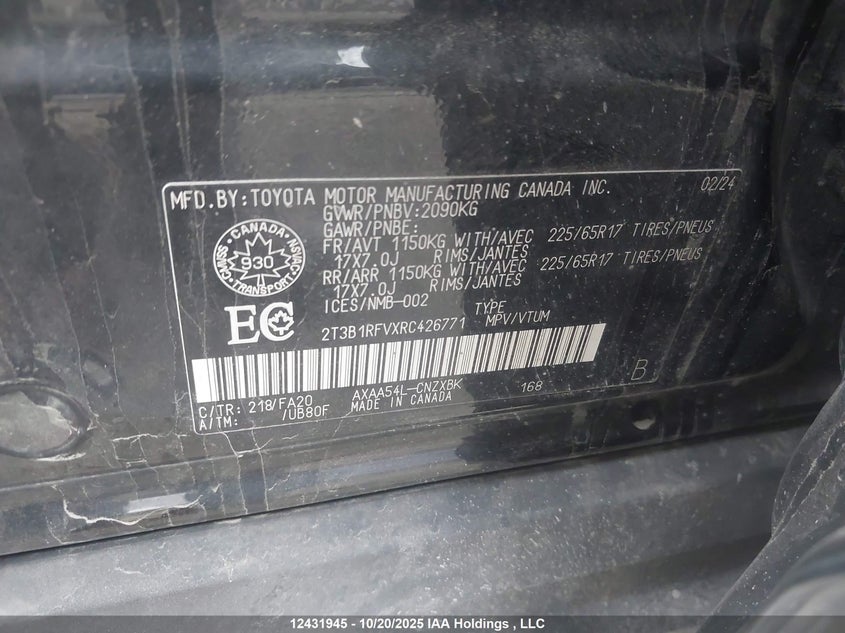 MFD.BY:TOYOTA MOTOR MANUFACTURING CANADA INC. 02/24
GVWR/PNBV:2090KG
GAWR/PNBE:
FR/AVT 1150KG WITH/AVEC 225/65R17 TIRES/PNEUS
17X7.0J RIMS/JANTES
RR/ARR 1150KG WITH/AVEC 225/65R17 TIRES/PNEUS
17X7.0J RIMS/JANTES
ICES/NMB-002
CANADA
CMVSS NSVAC
930
TRANSPORT
EC
TYPE
2T3B1RFVXRC426771 MPV/VTUM
C/TR: 218/FA20 AXAA54L-CNZXBK 168 B
A/TM: /UB80F MADE IN CANADA
12431945 - 10/20/2025 IAA Holdings , LLC